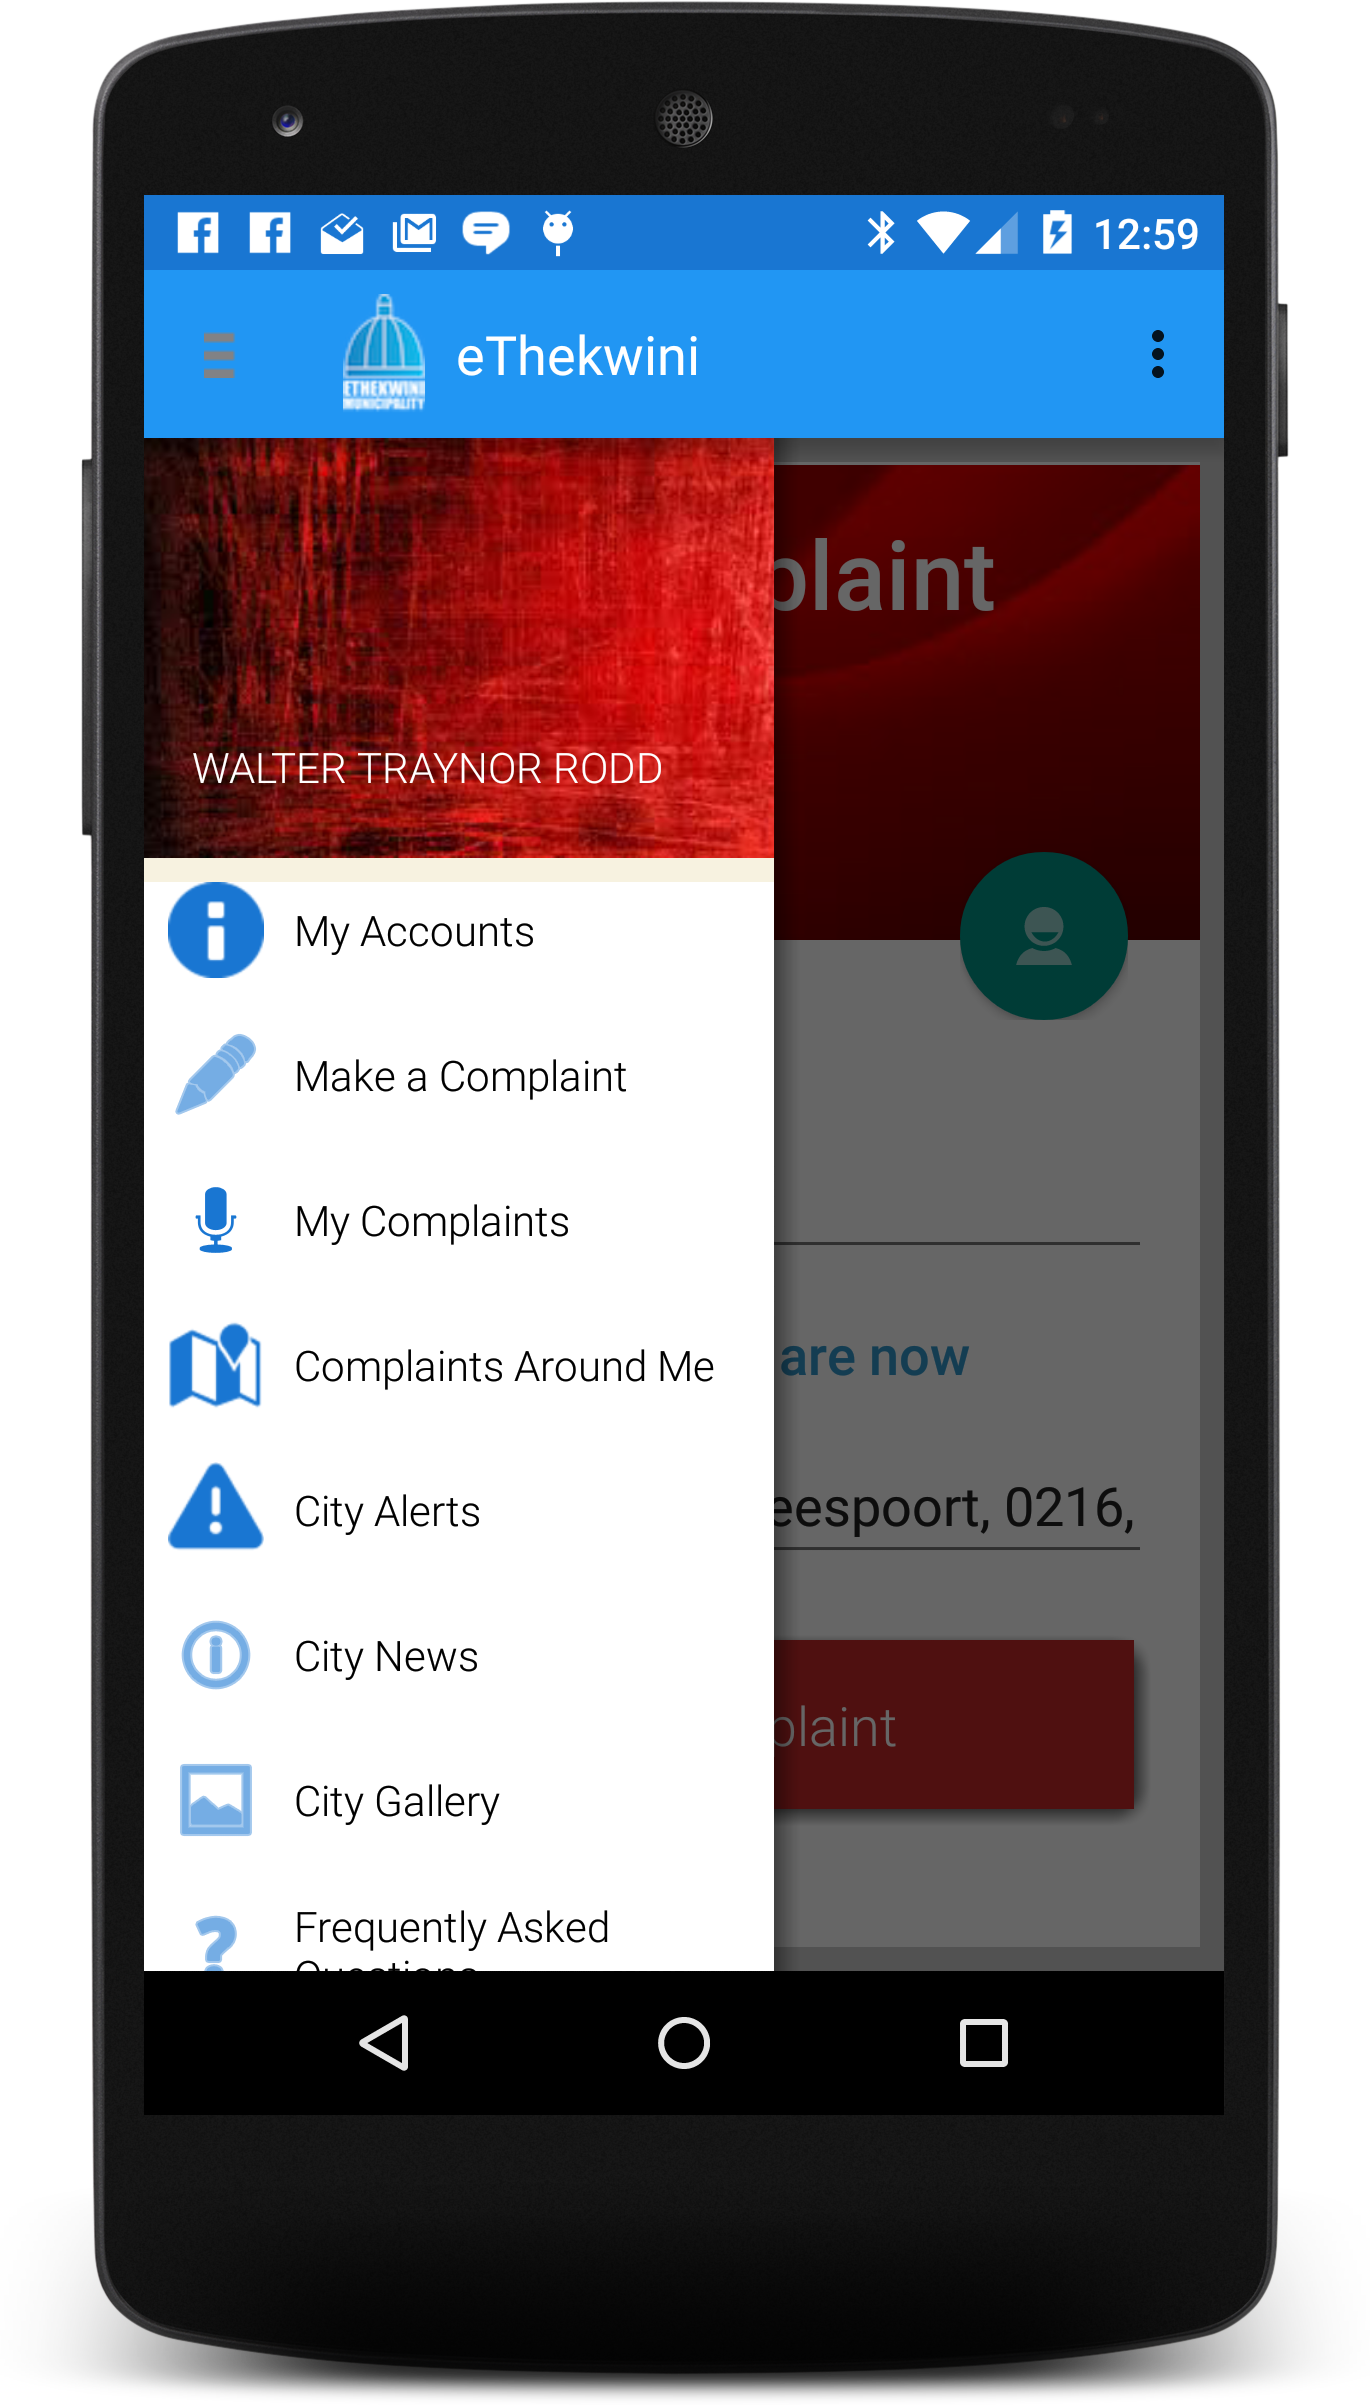 12:59
ETHEKWINI
MUNICIPALITY
eThekwini
plaint
WALTER TRAYNOR RODD
My Accounts
Make a Complaint
My Complaints
Complaints Around Me
are now
City Alerts
eespoort, 0216,
City News
plaint
City Gallery
Frequently Asked
Questions